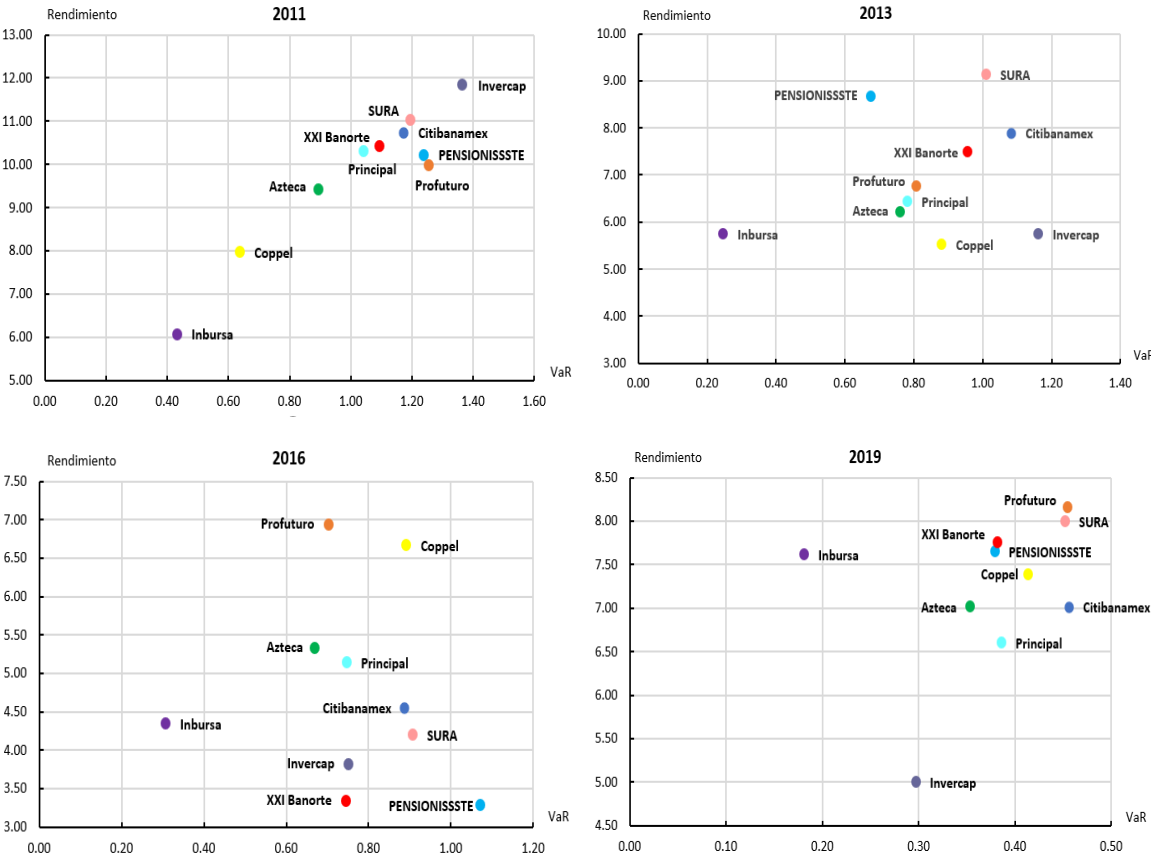 Rendimiento
2011
13.00
12.00
11.00
10.00
9.00
8.00
7.00
6.00
5.00
Invercap
SURA
XXI Banorte
Citibanamex
PENSIONISSSTE
Principal
Profuturo
Azteca
Coppel
Inbursa
VaR
0.00 0.20 0.40 0.60 0.80 1.00 1.20 1.40 1.60
Rendimiento
2013
10.00
9.00
8.00
7.00
6.00
5.00
4.00
3.00
SURA
PENSIONISSSTE
Citibanamex
XXI Banorte
Profuturo
Principal
Azteca
Inbursa
Invercap
Coppel
VaR
0.00 0.20 0.40 0.60 0.80 1.00 1.20 1.40
Rendimiento
2016
7.50
7.00
6.50
6.00
5.50
5.00
4.50
4.00
3.50
3.00
Profuturo
Coppel
Azteca
Principal
Citibanamex
Inbursa
SURA
Invercap
XXI Banorte
PENSIONISSSTE
VaR
0.00 0.20 0.40 0.60 0.80 1.00 1.20
Rendimiento
2019
8.50
8.00
7.50
7.00
6.50
6.00
5.50
5.00
4.50
Profuturo
SURA
XXI Banorte
PENSIONISSSTE
Inbursa
Coppel
Azteca
Citibanamex
Principal
Invercap
VaR
0.00 0.10 0.20 0.30 0.40 0.50